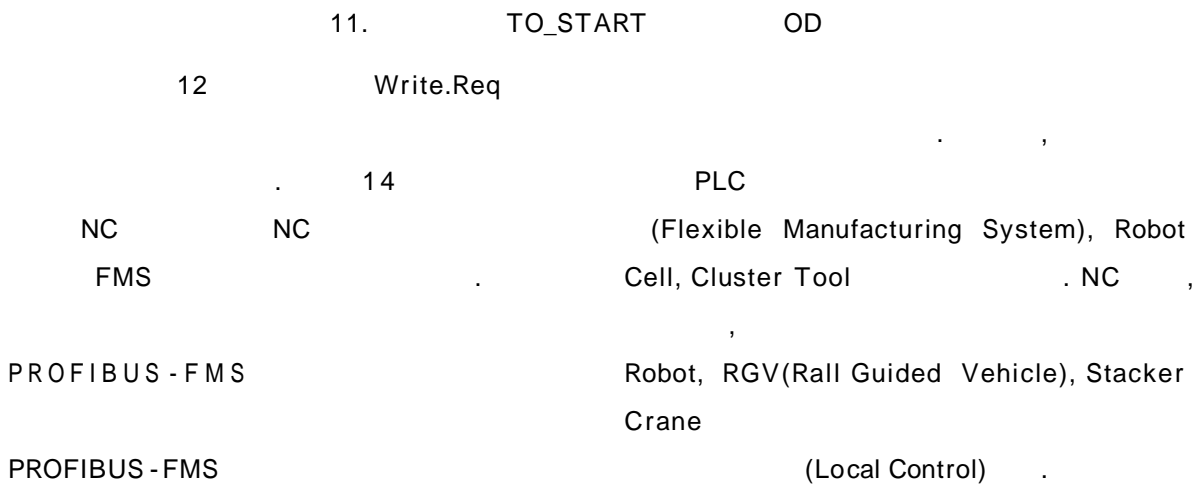 11. TO_START OD
12 Write.Req
. ,
. 14
NC NC
FMS .
PROFIBUS-FMS
PROFIBUS-FMS
PLC
(Flexible Manufacturing System), Robot
Cell, Cluster Tool . NC ,
,
Robot, RGV(Rall Guided Vehicle), Stacker
Crane
(Local Control) .